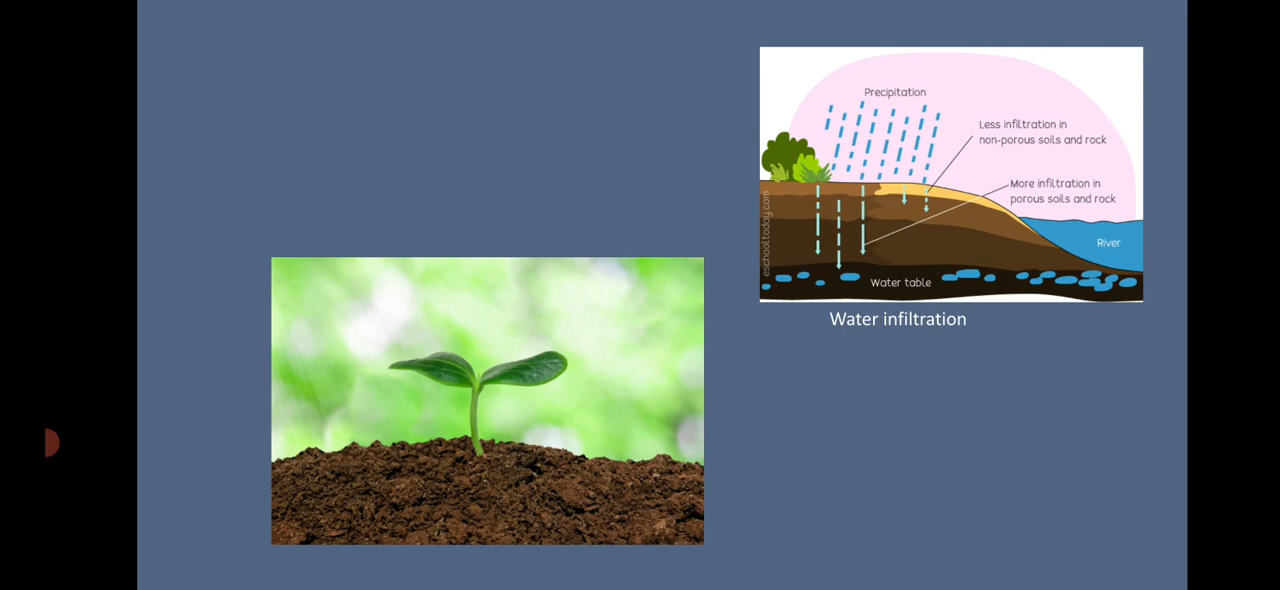 Precipitation
Less infiltration in
non-porous soils and rock
More infiltration in
porous soils and rock
River
Water table
eschooltoday.com
Water infiltration